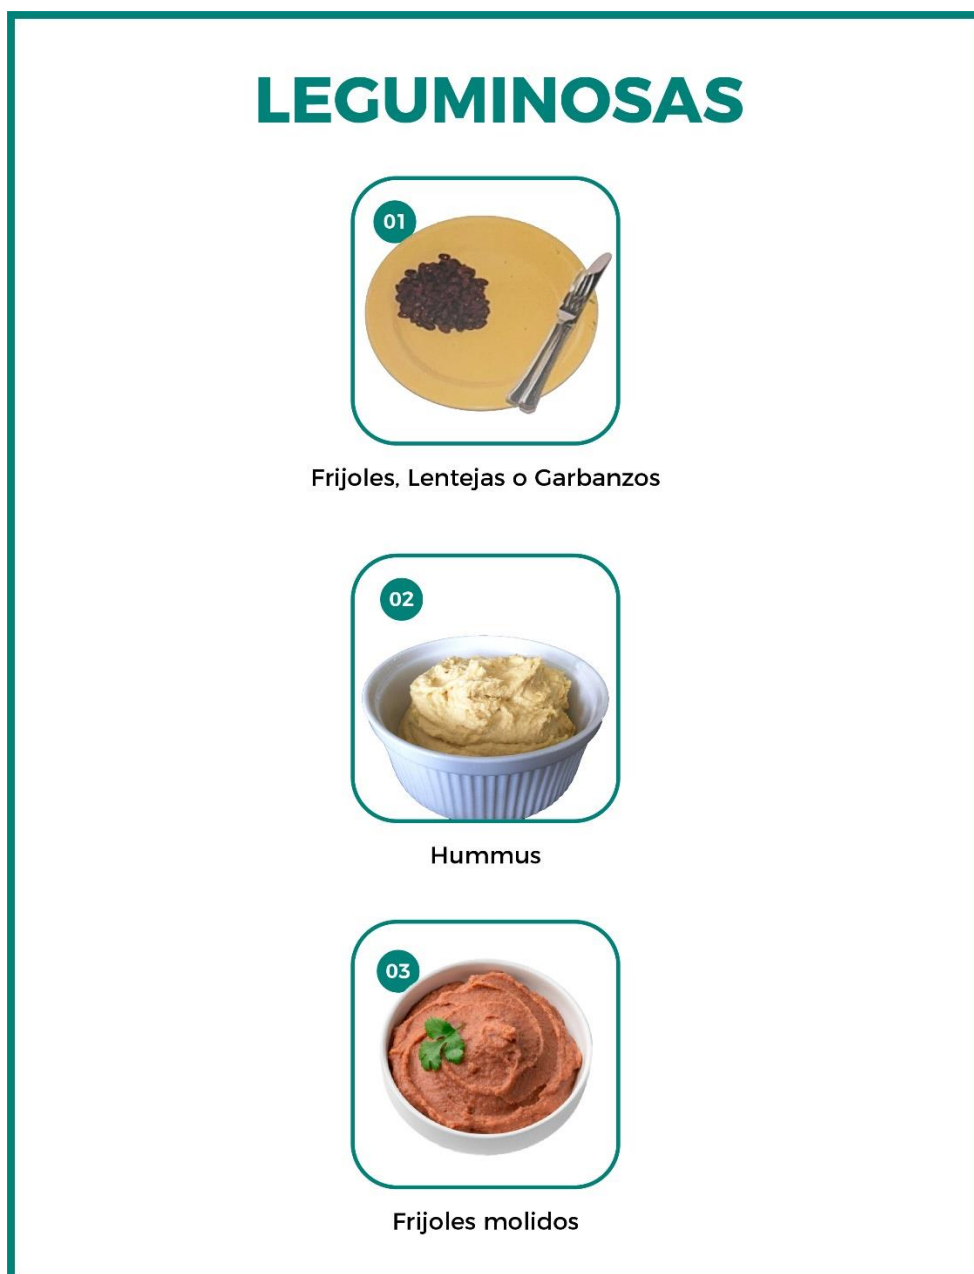 LEGUMINOSAS
01
Frijoles, Lentejas o Garbanzos
02
Hummus
03
Frijoles molidos